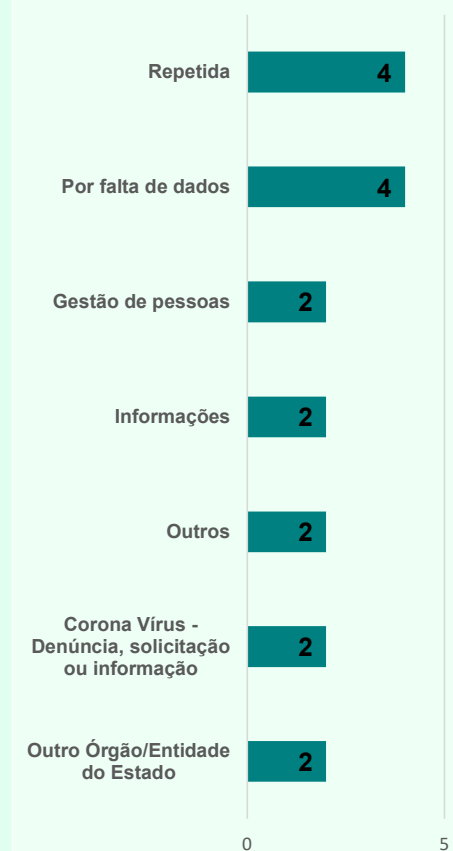 Repetida
4
Por falta de dados
4
Gestão de pessoas
2
Informações
2
Outros
2
Corona Vírus -
Denúncia, solicitação
ou informação
2
Outro Órgão/Entidade
do Estado
2
0
5